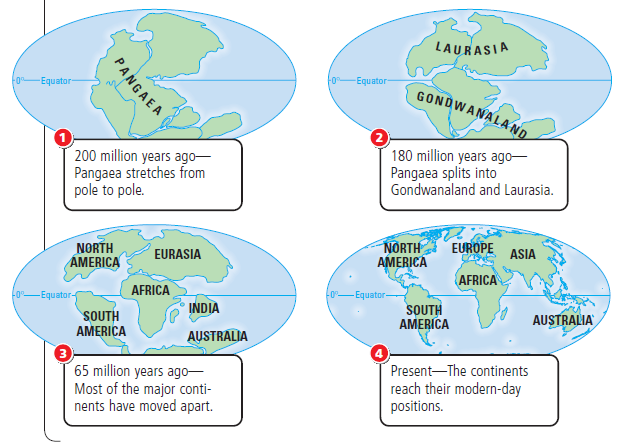 PANGAEA
0° Equator
1
200 million years ago—
Pangaea stretches from
pole to pole.
LAURASIA
0° Equator
GONDWANALAND
2
180 million years ago—
Pangaea splits into
Gondwanaland and Laurasia.
NORTH
AMERICA
EURASIA
AFRICA
0° Equator
INDIA
SOUTH
AMERICA
AUSTRALIA
3
65 million years ago—
Most of the major conti-
nents have moved apart.
NORTH
AMERICA
EUROPE
ASIA
AFRICA
0° Equator
SOUTH
AMERICA
AUSTRALIA
4
Present—The continents
reach their modern-day
positions.